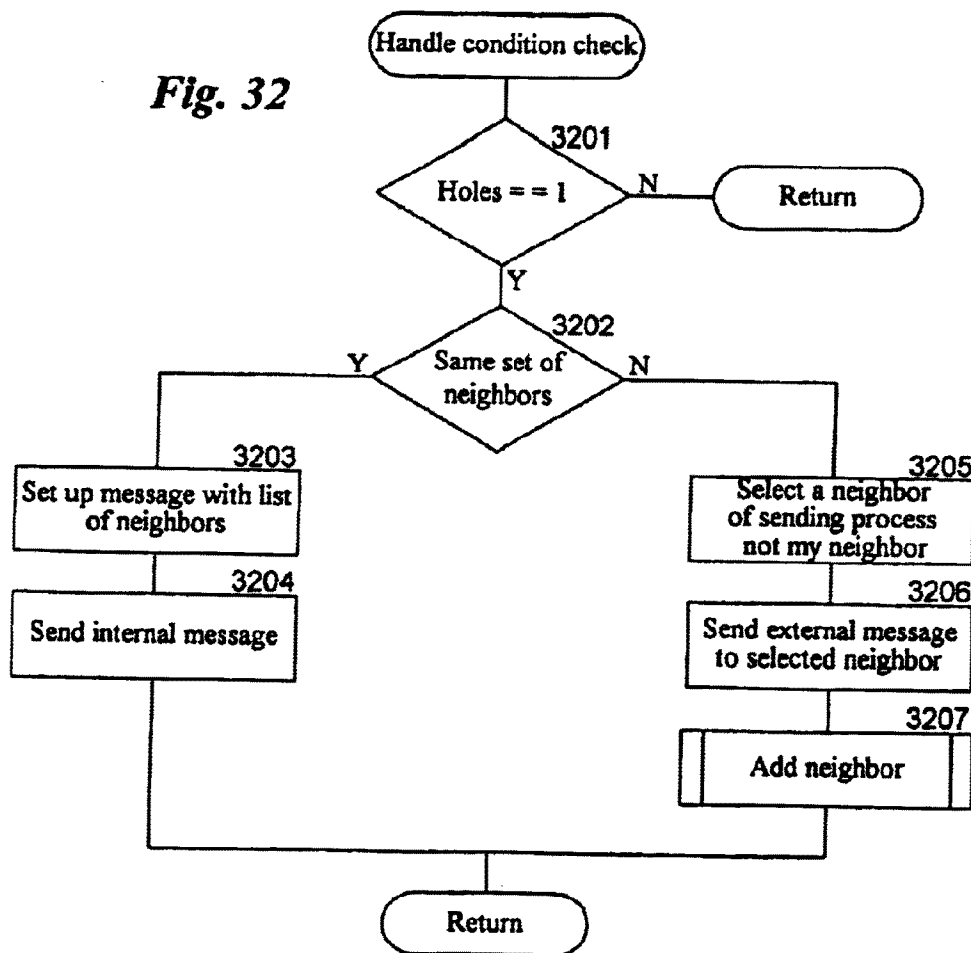 Handle condition check
Fig. 32
3201
Holes = = 1
N
Return
Y
3202
Same set of
neighbors
Y
N
3203
Set up message with list
of neighbors
3204
Send internal message
3205
Select a neighbor
of sending process
not my neighbor
3206
Send external message
to selected neighbor
3207
Add neighbor
Return